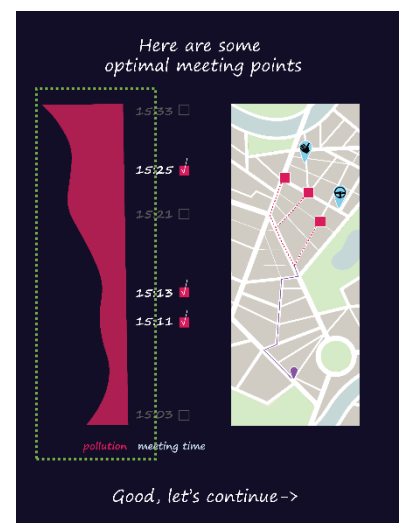 Here are some
optimal meeting points
15:33
15:25
15:21
15:13
15:11
15:03
pollution meeting time
Good, let's continue->